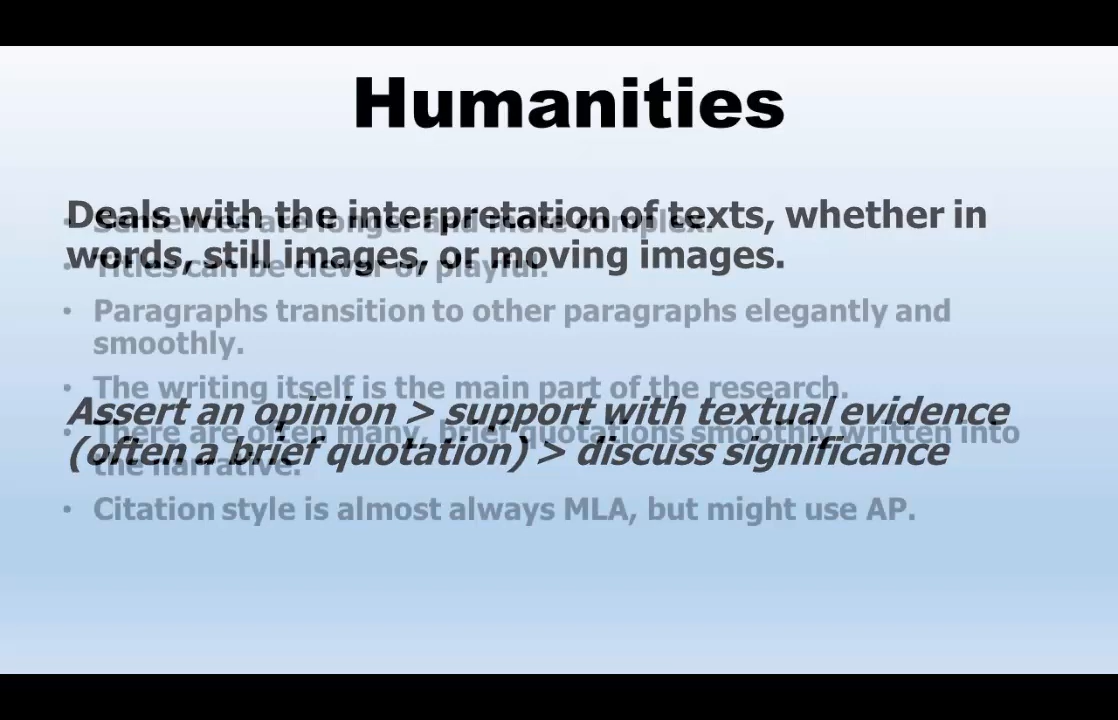 Humanities
Deals with the interpretation of texts, whether in
words, still images, or moving images.
• Sentences are longer and more complex.
• Titles can be clever or playful.
• Paragraphs transition to other paragraphs elegantly and
smoothly.
• The writing itself is the main part of the research.
Assert an opinion > support with textual evidence
(often a brief quotation) > discuss significance
• There are often many, brief quotations smoothly written into
the narrative.
• Citation style is almost always MLA, but might use AP.